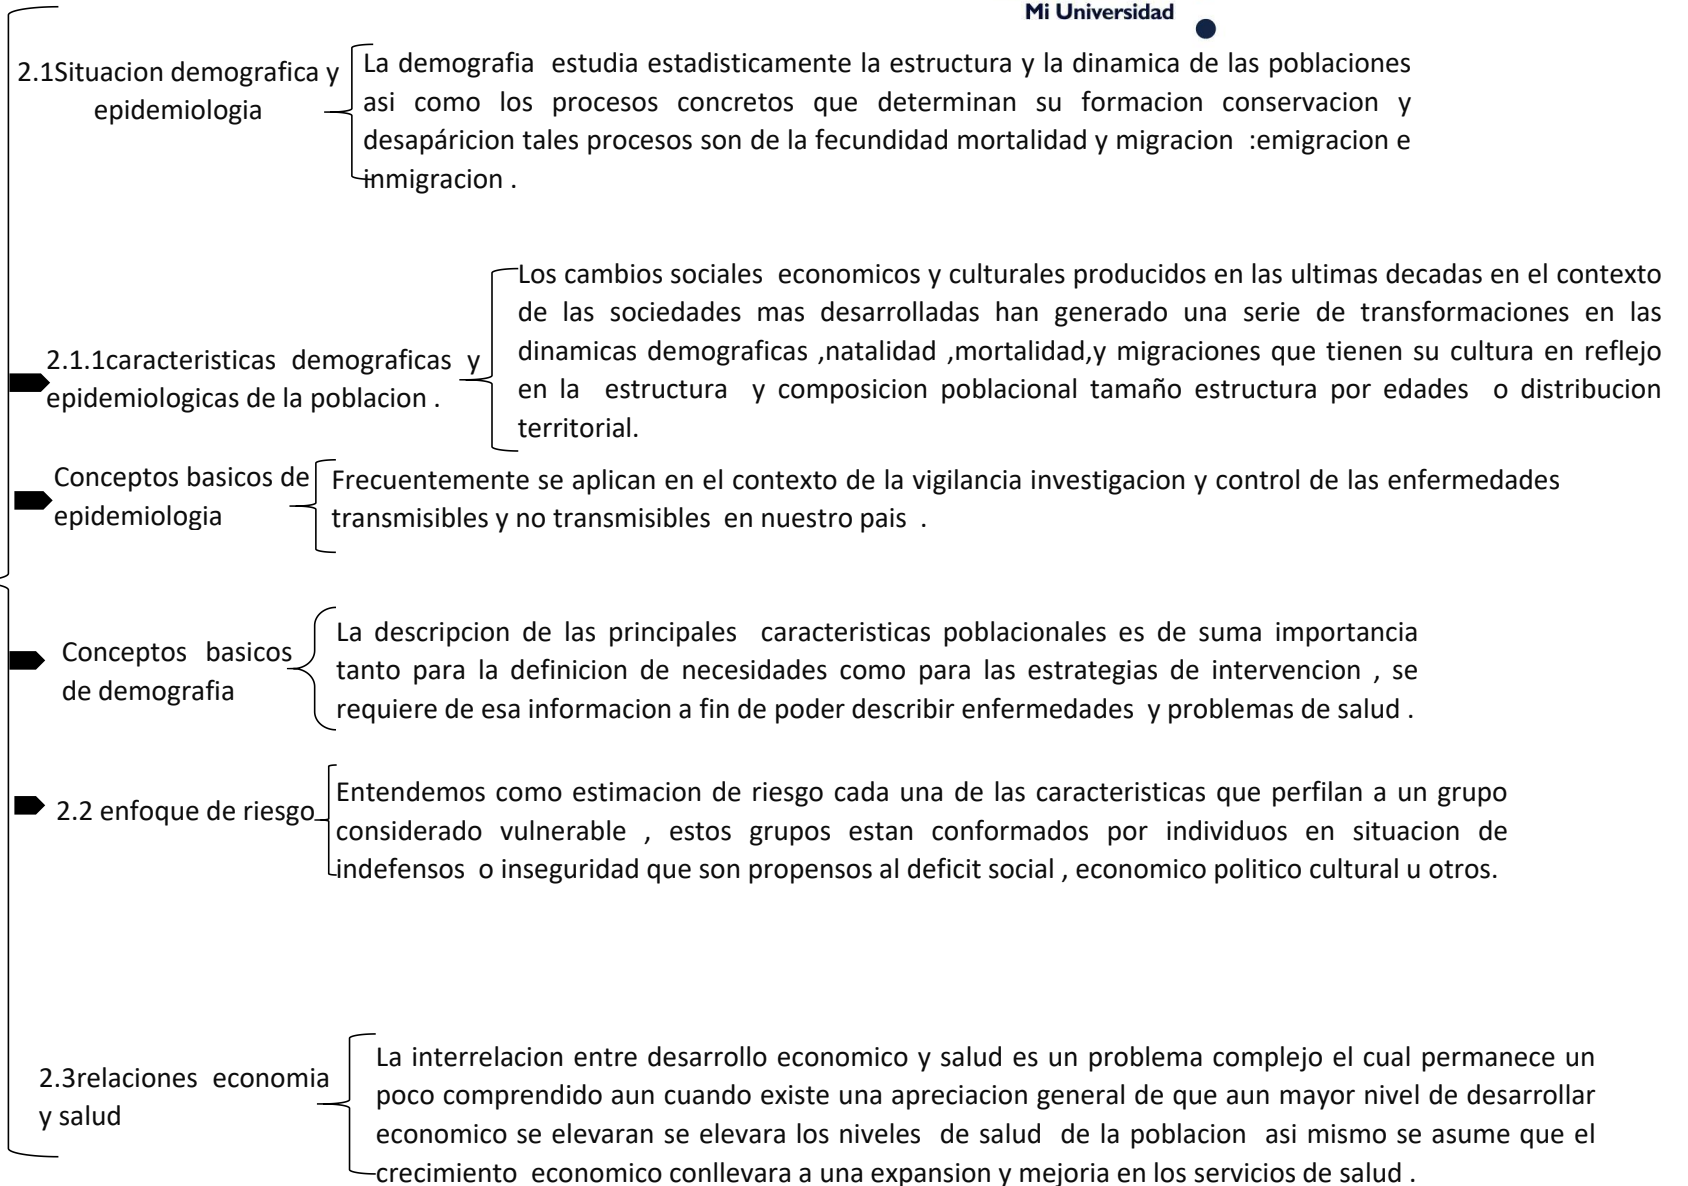 Mi Universidad
2.1Situacion demografica y
epidemiologia
La demografia estudia estadisticamente la estructura y la dinamica de las poblaciones
asi como los procesos concretos que determinan su formacion conservacion y
desapáricion tales procesos son de la fecundidad mortalidad y migracion :emigracion e
inmigracion .
2.1.1caracteristicas demograficas y
epidemiologicas de la poblacion .
Los cambios sociales economicos y culturales producidos en las ultimas decadas en el contexto
de las sociedades mas desarrolladas han generado una serie de transformaciones en las
dinamicas demograficas ,natalidad ,mortalidad,y migraciones que tienen su cultura en reflejo
en la estructura y composicion poblacional tamaño estructura por edades o distribucion
territorial.
Conceptos basicos de
epidemiologia
Frecuentemente se aplican en el contexto de la vigilancia investigacion y control de las enfermedades
transmisibles y no transmisibles en nuestro pais .
Conceptos basicos
de demografia
La descripcion de las principales caracteristicas poblacionales es de suma importancia
tanto para la definicion de necesidades como para las estrategias de intervencion , se
requiere de esa informacion a fin de poder describir enfermedades y problemas de salud .
2.2 enfoque de riesgo
Entendemos como estimacion de riesgo cada una de las caracteristicas que perfilan a un grupo
considerado vulnerable , estos grupos estan conformados por individuos en situacion de
indefensos o inseguridad que son propensos al deficit social , economico politico cultural u otros.
2.3relaciones economia
y salud
La interrelacion entre desarrollo economico y salud es un problema complejo el cual permanece un
poco comprendido aun cuando existe una apreciacion general de que aun mayor nivel de desarrollar
economico se elevaran se elevara los niveles de salud de la poblacion asi mismo se asume que el
crecimiento economico conllevara a una expansion y mejoria en los servicios de salud .